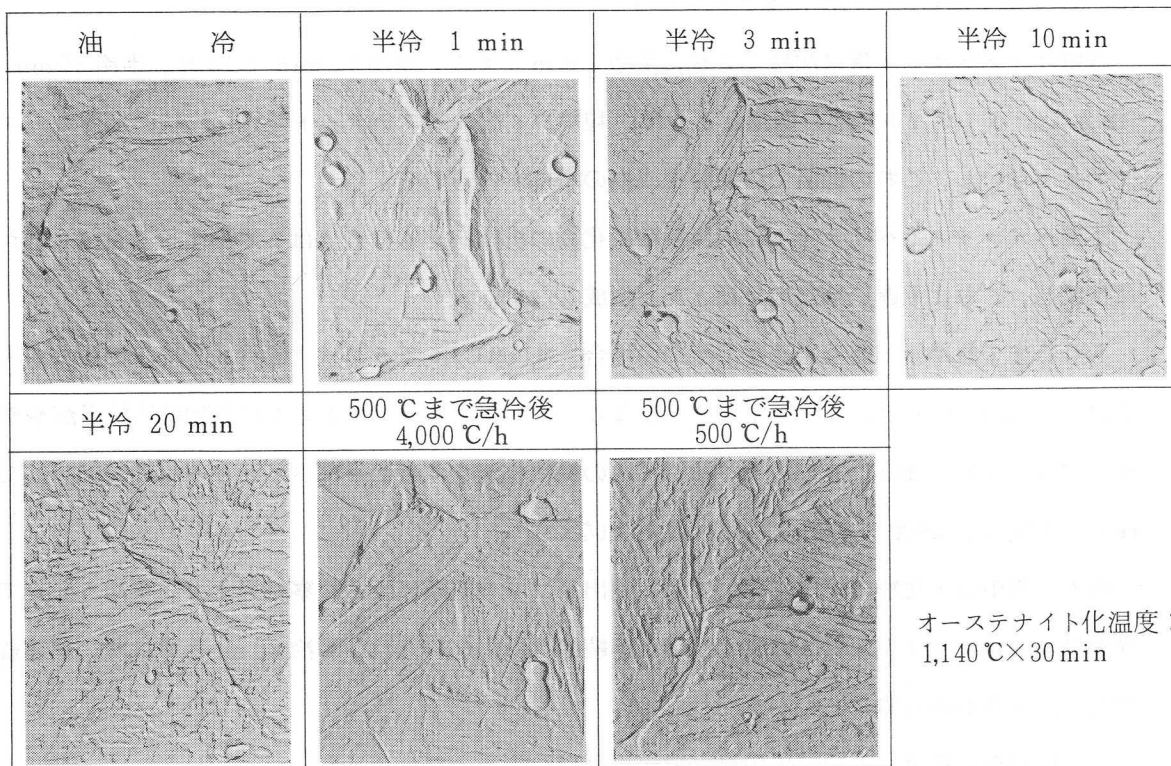 油 冷
半冷 1 min
半冷 3 min
半冷 10 min
半冷 20 min
500 ℃まで急冷後
4,000 ℃/h
500 ℃まで急冷後
500 ℃/h
オーステナイト化温度:
1,140 ℃×30 min